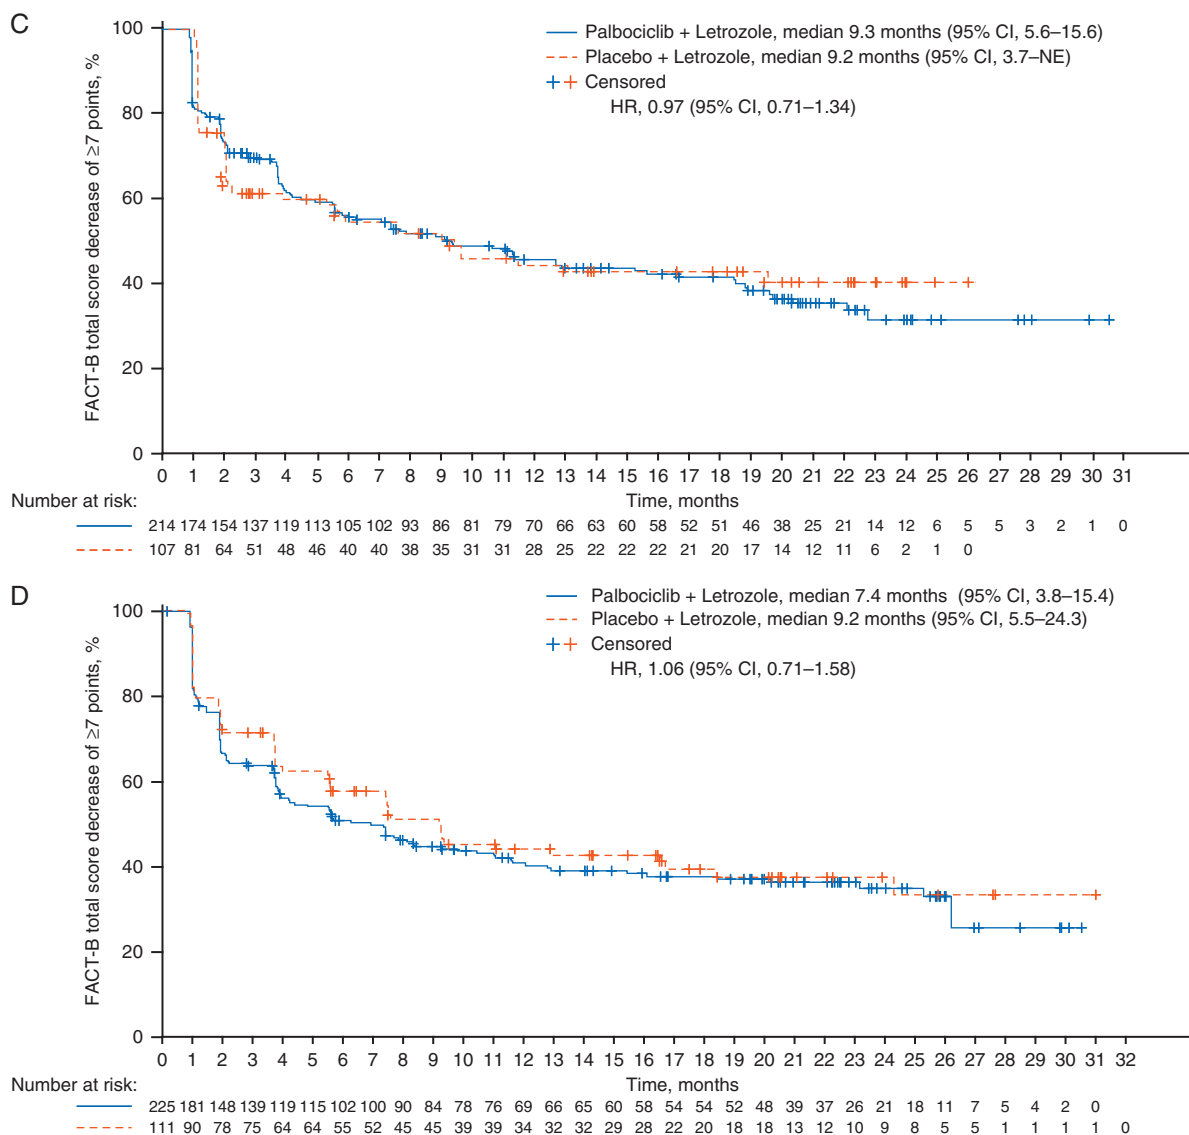 C
Palbociclib + Letrozole, median 9.3 months (95% CI, 5.6–15.6)
Placebo + Letrozole, median 9.2 months (95% CI, 3.7–NE)
Censored
HR, 0.97 (95% CI, 0.71–1.34)
FACT-B total score decrease of ≥7 points, %
100
80
60
40
20
0
0 1 2 3 4 5 6 7 8 9 10 11 12 13 14 15 16 17 18 19 20 21 22 23 24 25 26 27 28 29 30 31
Number at risk:
Time, months
214 174 154 137 119 113 105 102 93 86 81 79 70 66 63 60 58 52 51 46 38 25 21 14 12 6 5 5 3 2 1 0
107 81 64 51 48 46 40 40 38 35 31 31 28 25 22 22 22 21 20 17 14 12 11 6 2 1 0
D
Palbociclib + Letrozole, median 7.4 months (95% CI, 3.8–15.4)
Placebo + Letrozole, median 9.2 months (95% CI, 5.5–24.3)
Censored
HR, 1.06 (95% CI, 0.71–1.58)
FACT-B total score decrease of ≥7 points, %
100
80
60
40
20
0
0 1 2 3 4 5 6 7 8 9 10 11 12 13 14 15 16 17 18 19 20 21 22 23 24 25 26 27 28 29 30 31 32
Number at risk:
Time, months
225 181 148 139 119 115 102 100 90 84 78 76 69 66 65 60 58 54 54 52 48 39 37 26 21 18 11 7 5 4 2 0
111 90 78 75 64 64 55 52 45 45 39 39 34 32 32 29 28 22 20 18 18 13 12 10 9 8 5 5 1 1 1 1 0